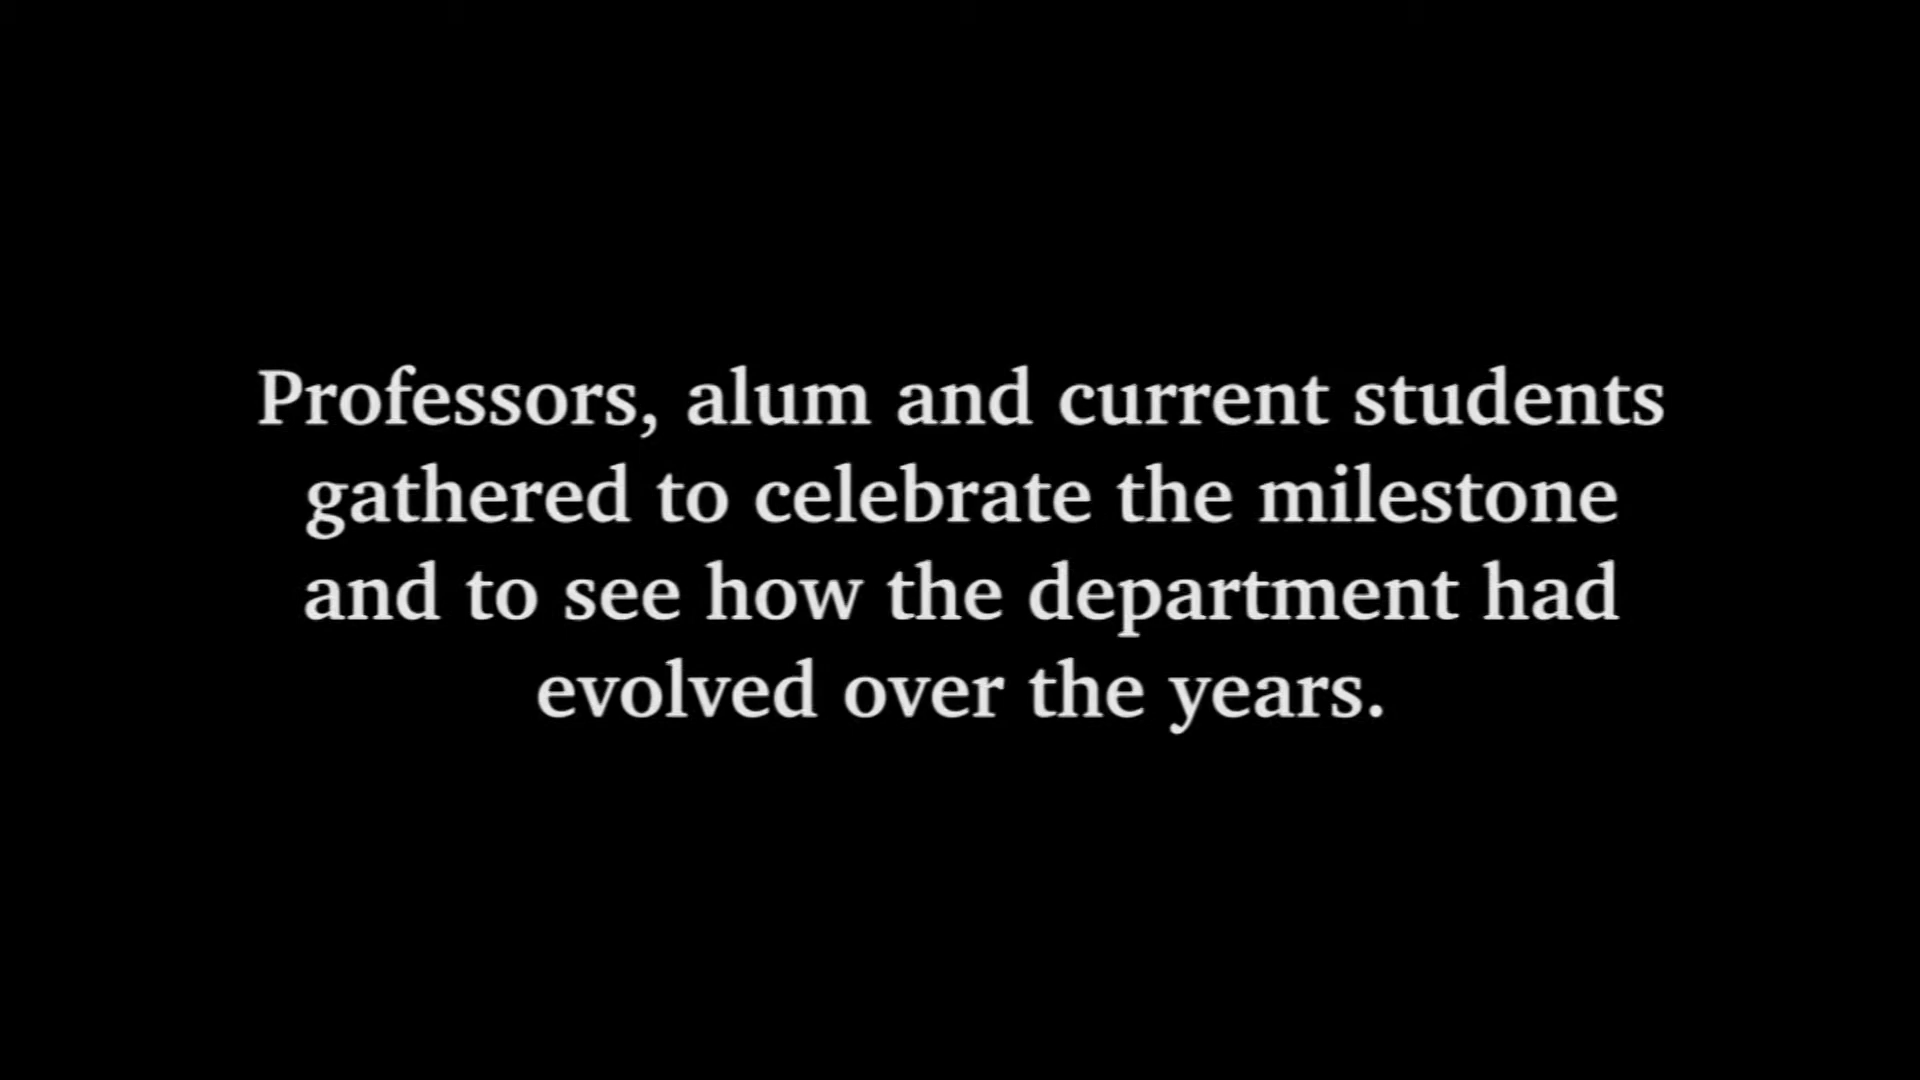 Professors, alum and current students
gathered to celebrate the milestone
and to see how the department had
evolved over the years.